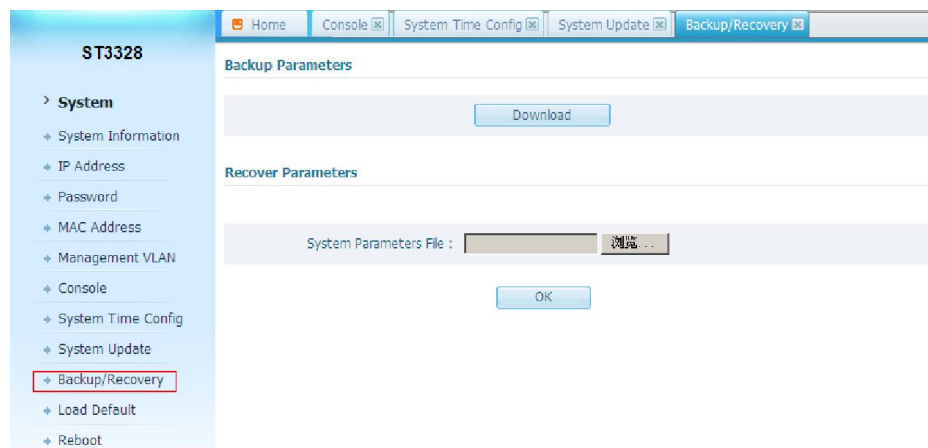 Home Console System Time Config System Update Backup/Recovery
ST3328
Backup Parameters
Download
Recover Parameters
System Parameters File :
浏览...
OK
System
System Information
IP Address
Password
MAC Address
Management VLAN
Console
System Time Config
System Update
Backup/Recovery
Load Default
Reboot